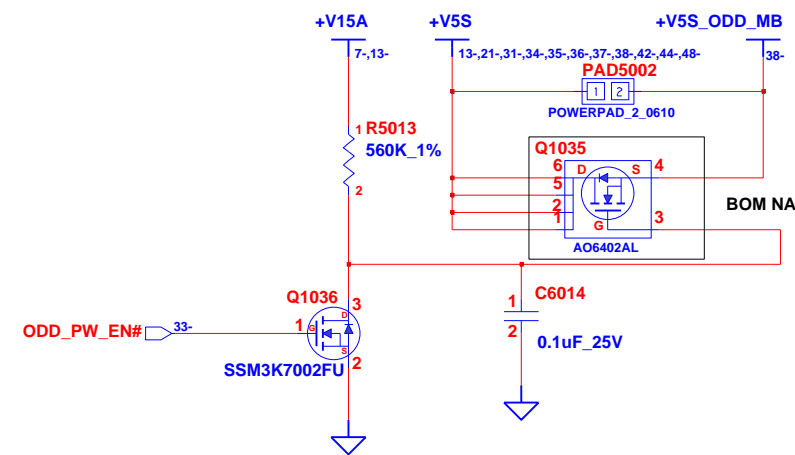 +V15A
+V5S
+V5S_ODD_MB
7-,13-
13-,21-,31-,34-,35-,36-,37-,38-,42-,44-,48-
38-
PAD5002
1 2
POWERPAD_2_0610
1 R5013
560K_1%
2
Q1035
6 D S 4
5
2
1 G 3
AO6402AL
BOM NA
Q1036
3
D
ODD_PW_EN# 33- 1 G
S
2
SSM3K7002FU
C6014
1
2
0.1uF_25V